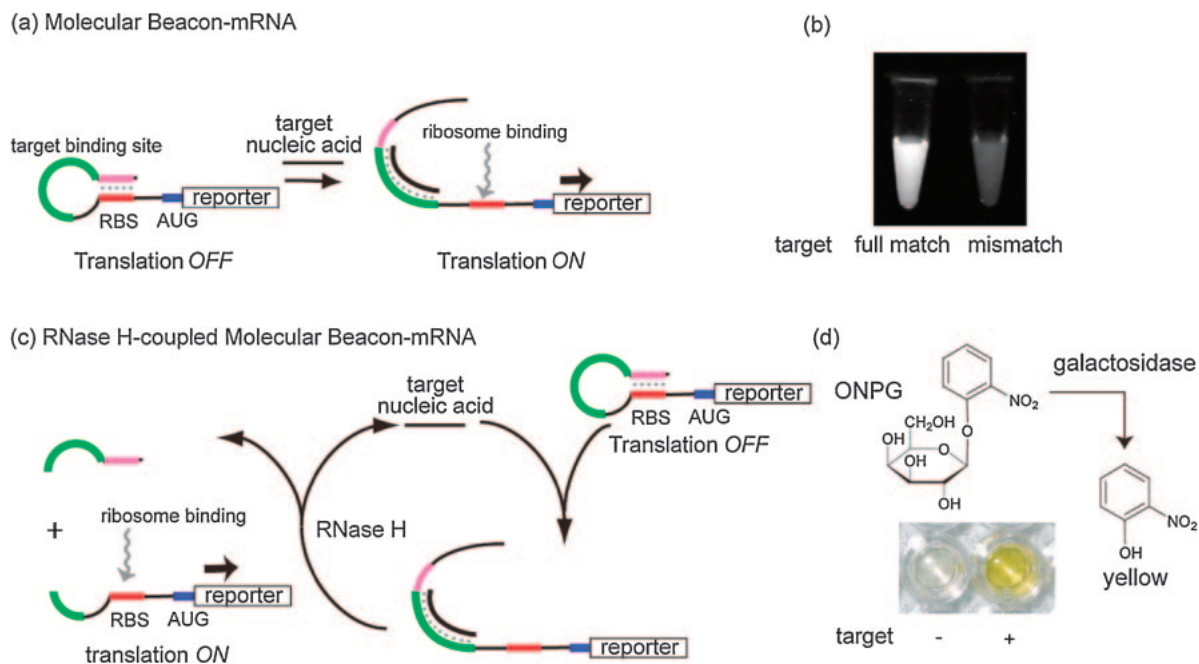 (a) Molecular Beacon-mRNA
target binding site
RBS
AUG
reporter
Translation OFF
target
nucleic acid
ribosome binding
reporter
Translation ON
(b)
target full match mismatch
(c) RNase H-coupled Molecular Beacon-mRNA
target
nucleic acid
RBS
AUG
reporter
Translation OFF
+
ribosome binding
RBS
AUG
reporter
translation ON
RNase H
reporter
(d)
ONPG
NO2
CH2OH
O
OH
O
OH
OH
galactosidase
NO2
OH
yellow
target - +